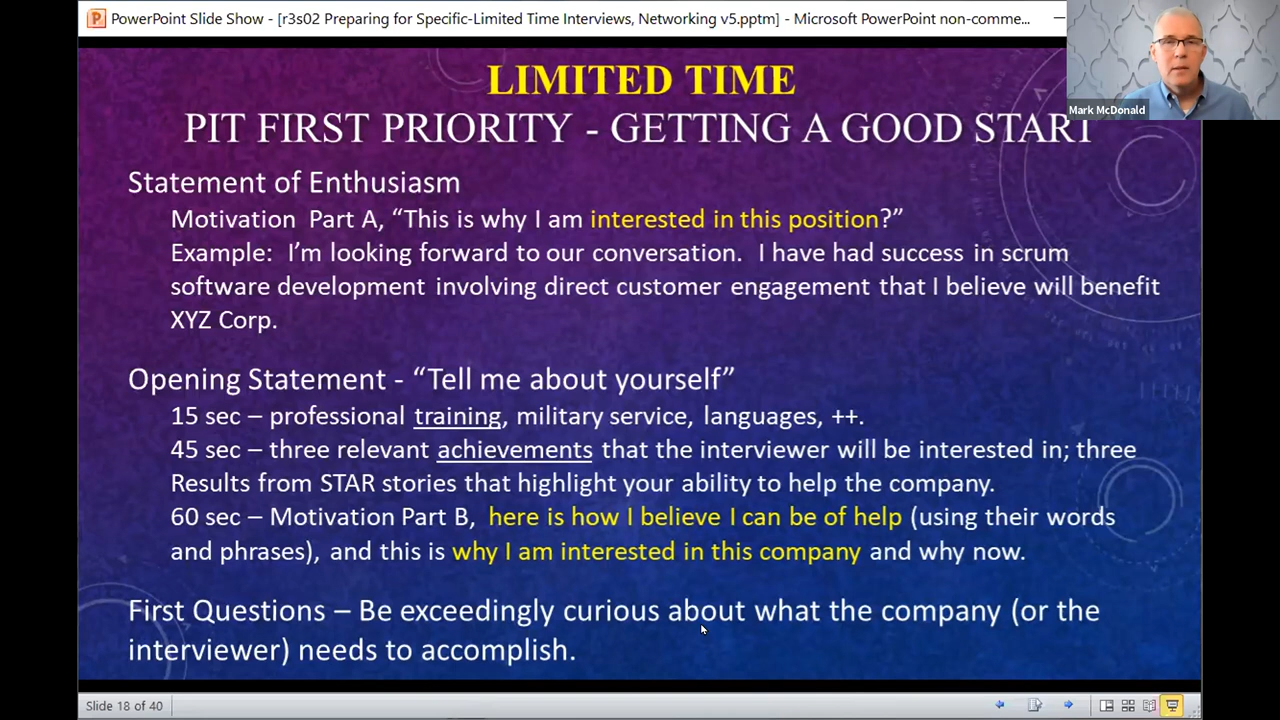 PowerPoint Slide Show - [r3s02 Preparing for Specific-Limited Time Interviews, Networking v5.pptm] - Microsoft PowerPoint non-comme...
Mark McDonald
LIMITED TIME
PIT FIRST PRIORITY - GETTING A GOOD START
Statement of Enthusiasm
Motivation Part A, “This is why I am interested in this position?”
Example: I’m looking forward to our conversation. I have had success in scrum
software development involving direct customer engagement that I believe will benefit
XYZ Corp.
Opening Statement - “Tell me about yourself”
15 sec – professional training, military service, languages, ++.
45 sec – three relevant achievements that the interviewer will be interested in; three
Results from STAR stories that highlight your ability to help the company.
60 sec – Motivation Part B, here is how I believe I can be of help (using their words
and phrases), and this is why I am interested in this company and why now.
First Questions – Be exceedingly curious about what the company (or the
interviewer) needs to accomplish.
Slide 18 of 40